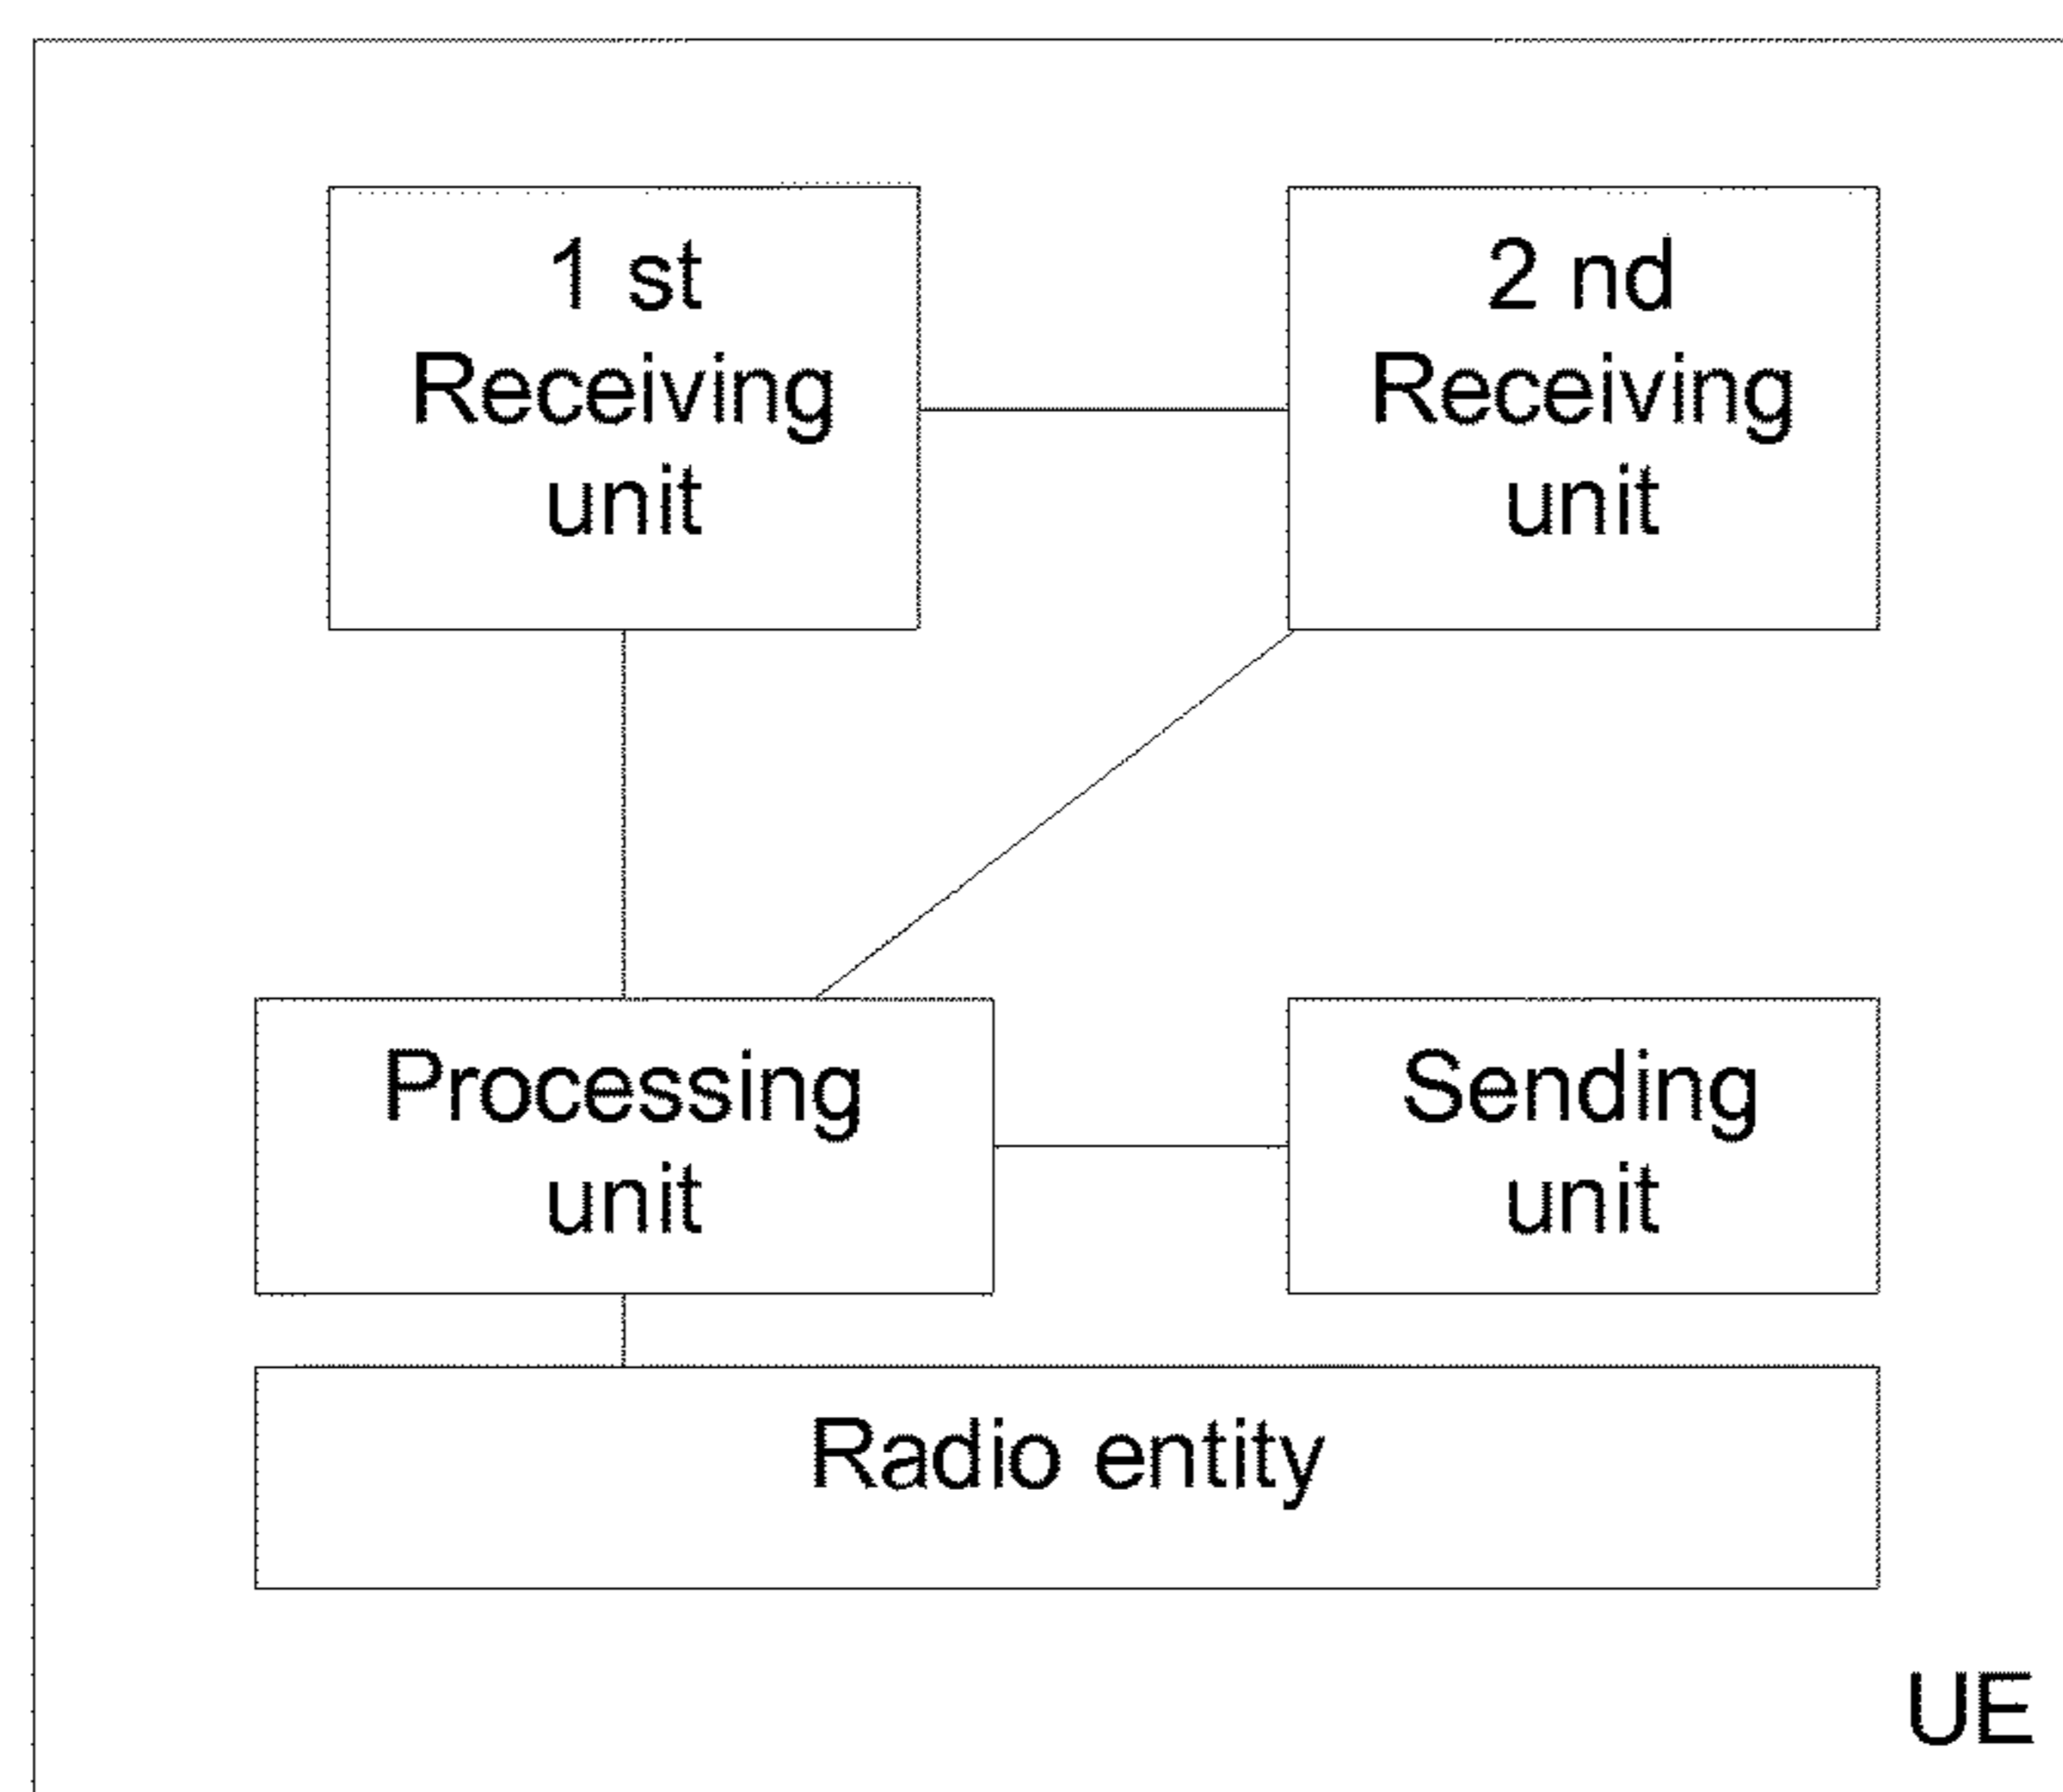 1 st
Receiving
unit
2 nd
Receiving
unit
Processing
unit
Sending
unit
Radio entity
UE